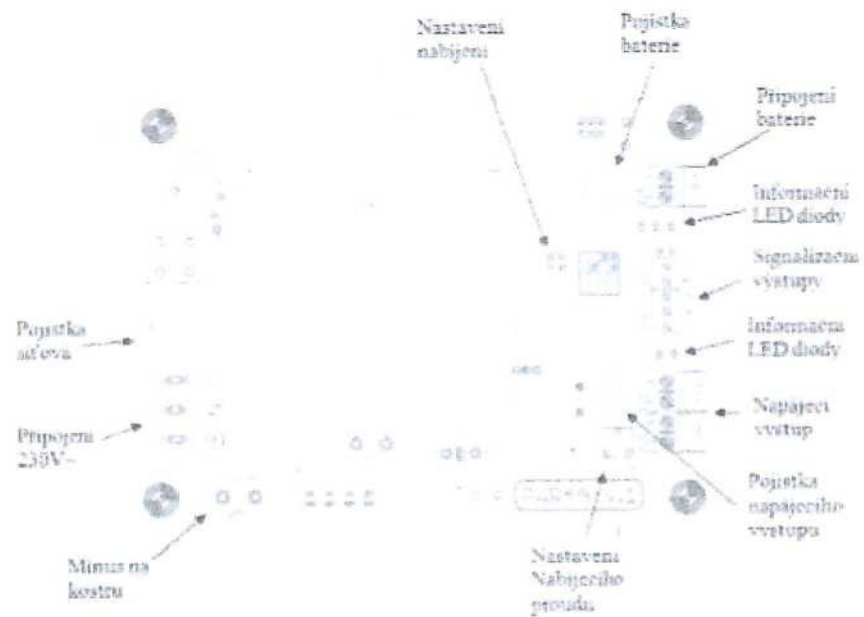 Nastavení
nabíjení
Pojistka
baterie
Připojení
baterie
Informační
LED diody
Signalizační
výstupy
Pojistka
síťová
Informační
LED diody
Napájecí
výstup
Připojení
230V~
Pojistka
napájecího
výstupu
Minus na
kostru
Nastavení
Nabíjecího
proudu